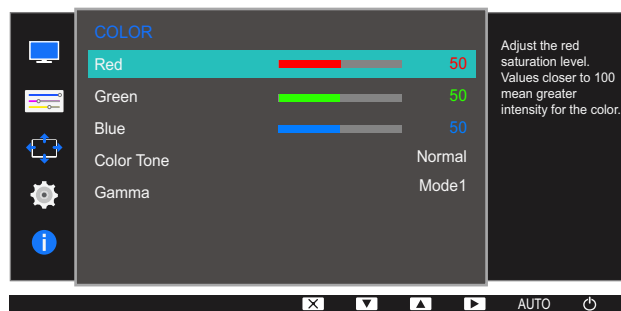 COLOR
Red 50
Green 50
Blue 50
Color Tone Normal
Gamma Mode1
Adjust the red
saturation level.
Values closer to 100
mean greater
intensity for the color.
AUTO